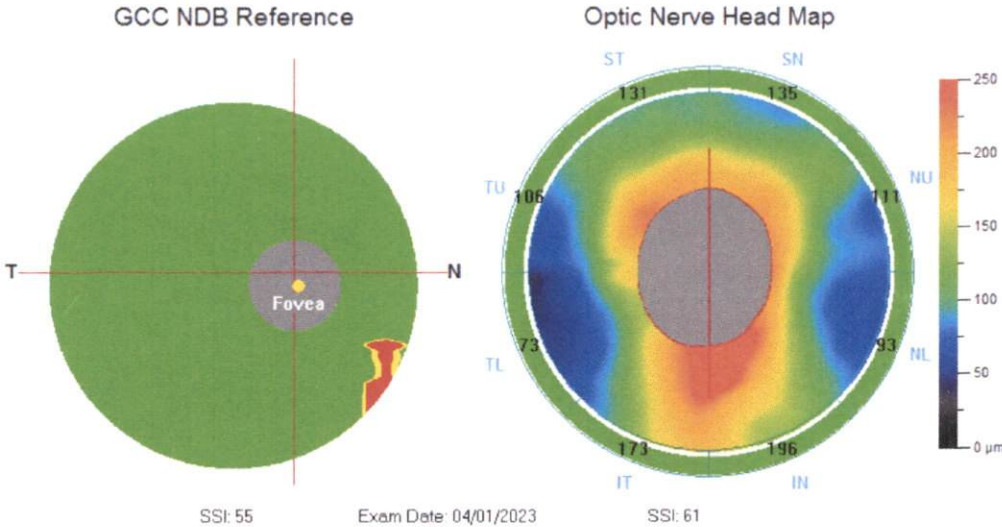 GCC NDB Reference
Optic Nerve Head Map
ST
SN
131
135
250
200
TU
NU
106
111
150
T
N
Fovea
100
73
93
TL
NL
50
173
196
0 µm
IT
IN
SSI: 55
Exam Date: 04/01/2023
SSI: 61